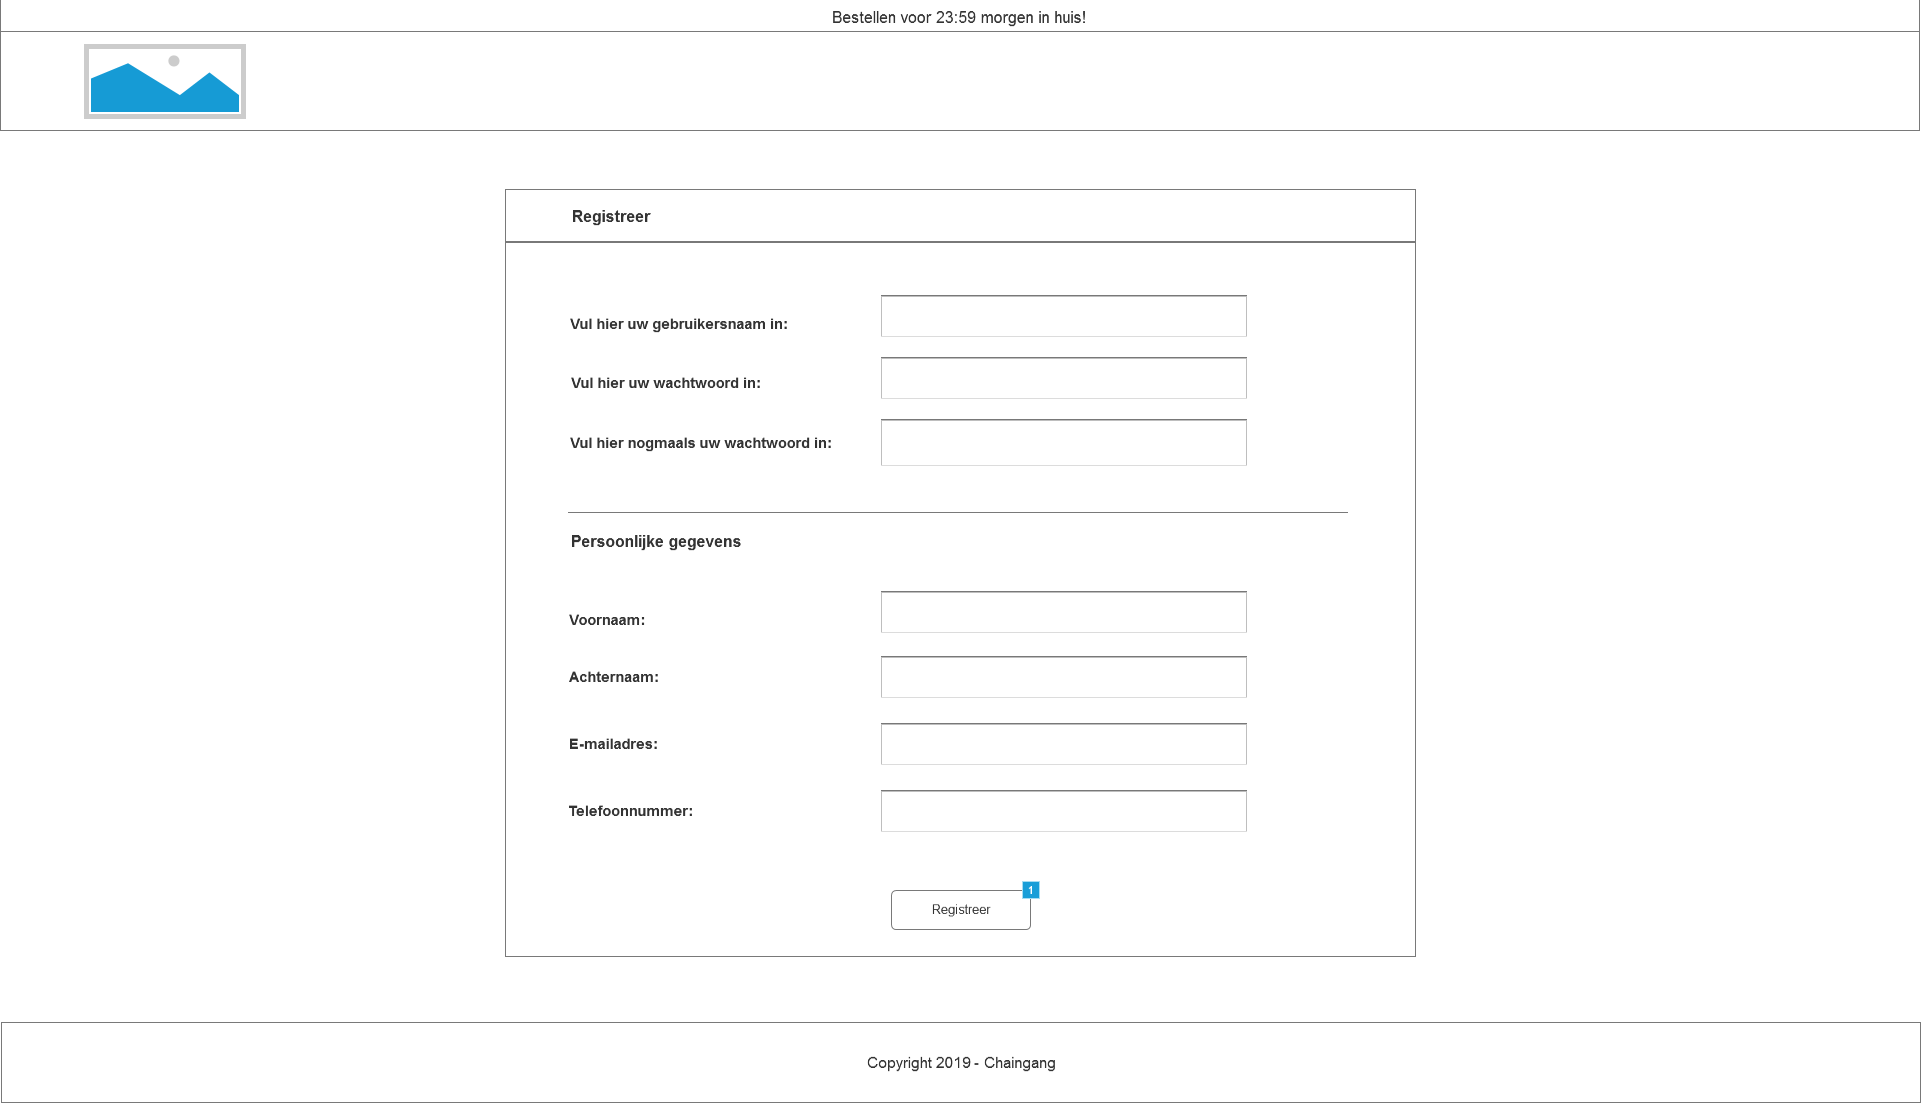 Bestellen voor 23:59 morgen in huis!
Registreer
Vul hier uw gebruikersnaam in:
Vul hier uw wachtwoord in:
Vul hier nogmaals uw wachtwoord in:
Persoonlijke gegevens
Voornaam:
Achternaam:
E-mailadres:
Telefoonnummer:
1
Registreer
Copyright 2019 - Chaingang